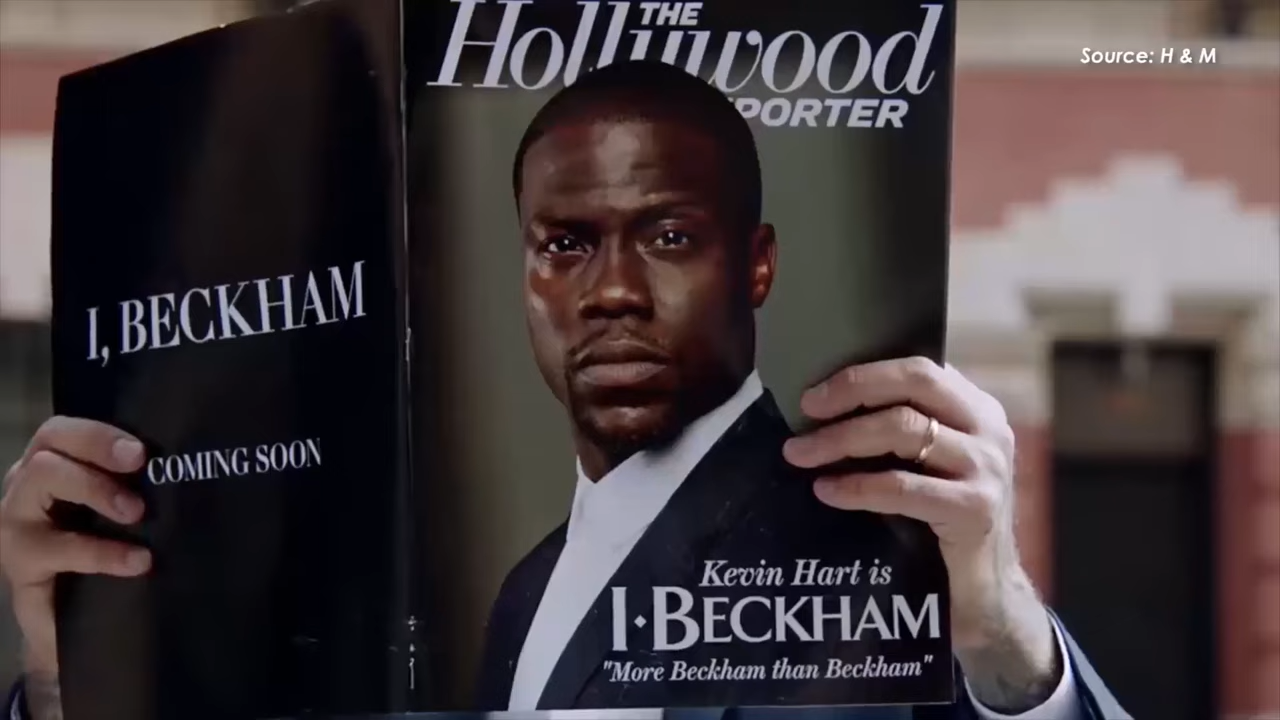 Source: H & M
THE
Hollywood
PORTER
I, BECKHAM
COMING SOON
Kevin Hart is
I·BECKHAM
"More Beckham than Beckham"